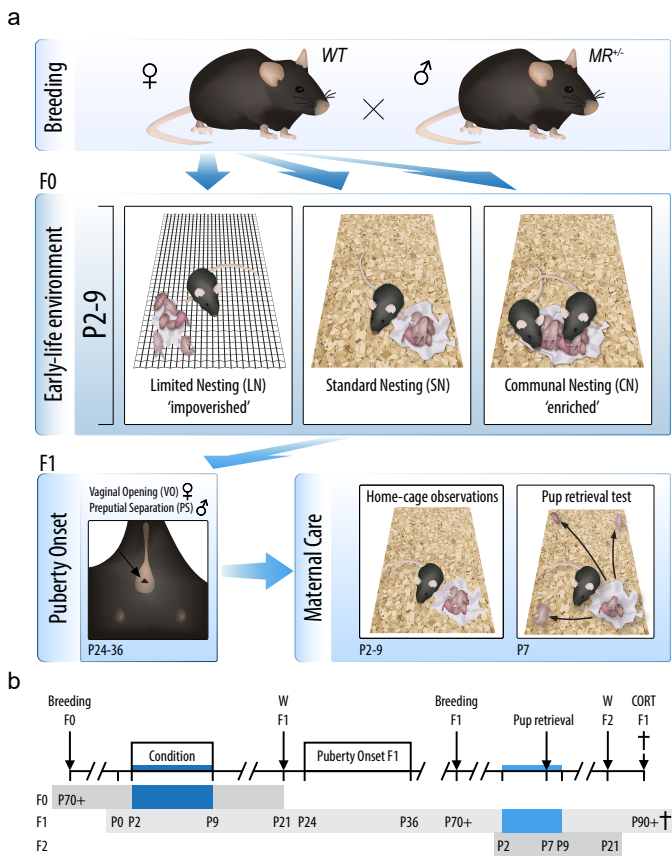 a
Breeding
♀
WT
×
♂
MR+/-
F0
Early-life environment
P2-9
Limited Nesting (LN)
'impoverished'
Standard Nesting (SN)
Communal Nesting (CN)
'enriched'
F1
Puberty Onset
Vaginal Opening (VO) ♀
Preputial Separation (PS) ♂
P24-36
Maternal Care
Home-cage observations
P2-9
Pup retrieval test
P7
b
Breeding
F0
Condition
W
F1
Puberty Onset F1
Breeding
F1
Pup retrieval
W
F2
CORT
F1
†
F0 P70+
F1 P0 P2 P9 P21 P24 P36 P70+ P90+ †
F2 P2 P7 P9 P21